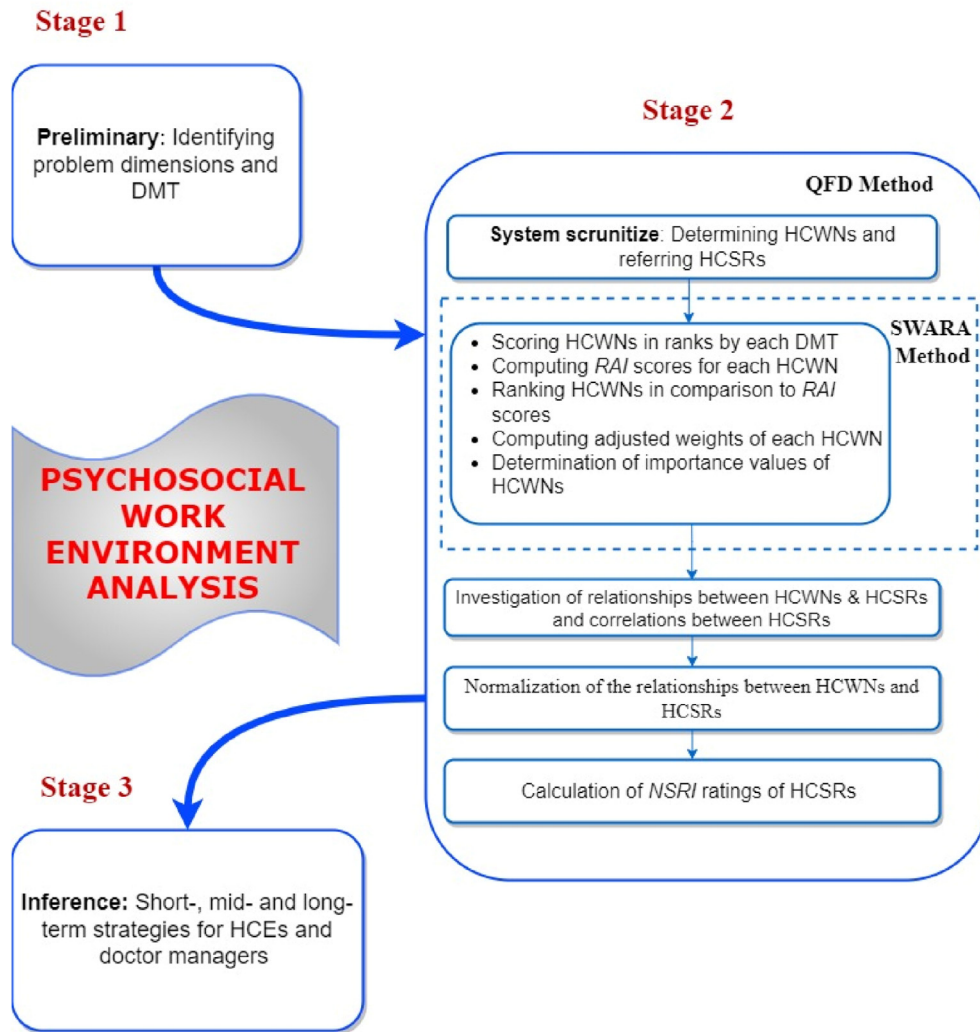 Stage 1
Preliminary: Identifying
problem dimensions and
DMT
Stage 2
QFD Method
System scrunitize: Determining HCWNs and
referring HCSRs
SWARA
Method
• Scoring HCWNs in ranks by each DMT
• Computing RAI scores for each HCWN
• Ranking HCWNs in comparison to RAI
scores
• Computing adjusted weights of each HCWN
• Determination of importance values of
HCWNs
Investigation of relationships between HCWNs & HCSRs
and correlations between HCSRs
Normalization of the relationships between HCWNs and
HCSRs
Calculation of NSRI ratings of HCSRs
PSYCHOSOCIAL
WORK
ENVIRONMENT
ANALYSIS
Stage 3
Inference: Short-, mid- and long-
term strategies for HCEs and
doctor managers